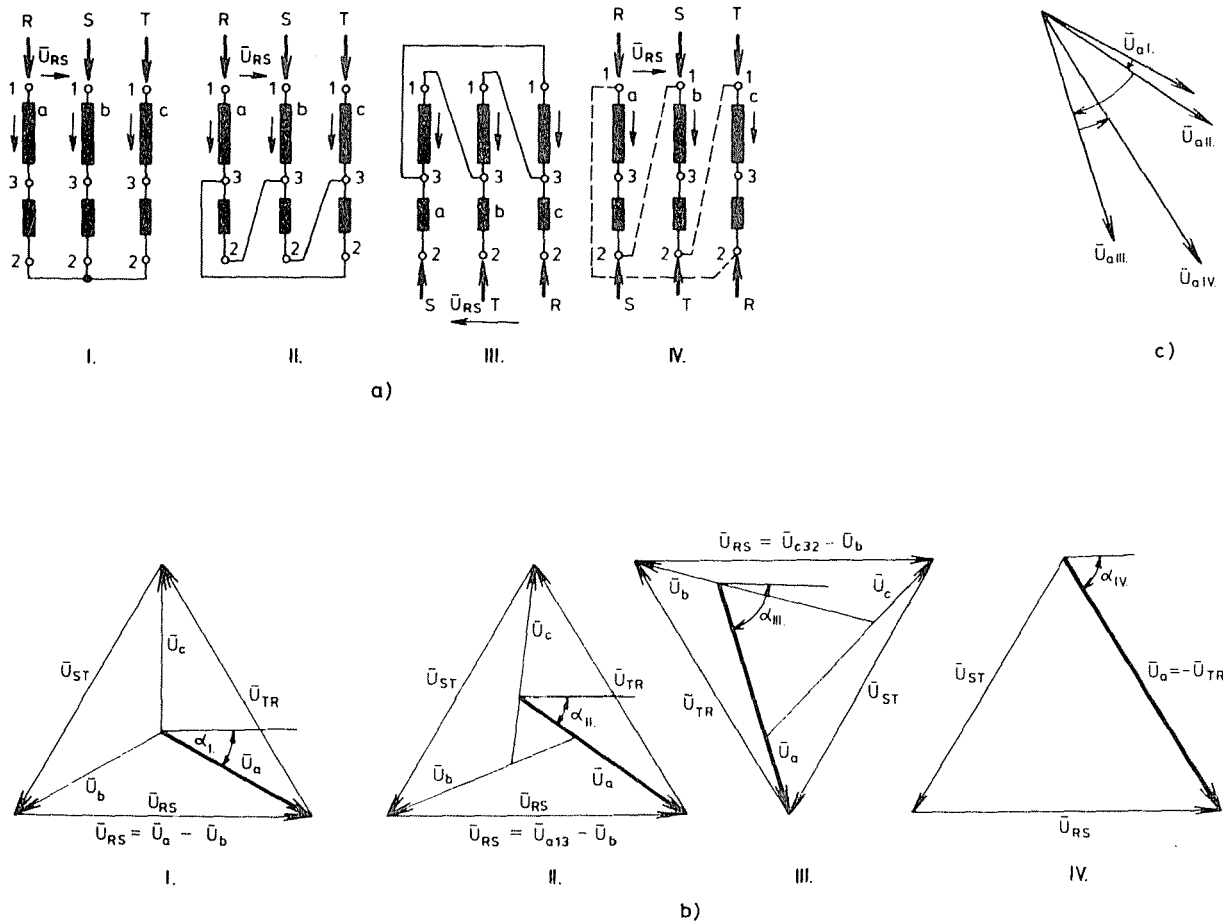 R S T
Ū_RS
1 1 1
a b c
3 3 3
2 2 2
I.
R S T
Ū_RS
1 1 1
a b c
3 3 3
2 2 2
II.
1 1 1
3 3 3
a b c
2 2 2
S T R
Ū_RS
III.
R S T
Ū_RS
1 1 1
a b c
3 3 3
2 2 2
S T R
IV.
a)
Ū_aI.
Ū_aII.
Ū_aIII.
Ū_aIV.
c)
Ū_c
Ū_ST
Ū_TR
α_I.
Ū_a
Ū_b
Ū_RS
Ū_RS = Ū_a - Ū_b
I.
Ū_c
Ū_ST
Ū_TR
α_II.
Ū_b
Ū_a
Ū_RS
Ū_RS = Ū_a13 - Ū_b
II.
Ū_RS = Ū_c32 - Ū_b
Ū_b
Ū_c
α_III.
Ū_TR
Ū_ST
Ū_a
III.
α_IV.
Ū_ST
Ū_a=-Ū_TR
Ū_RS
IV.
b)